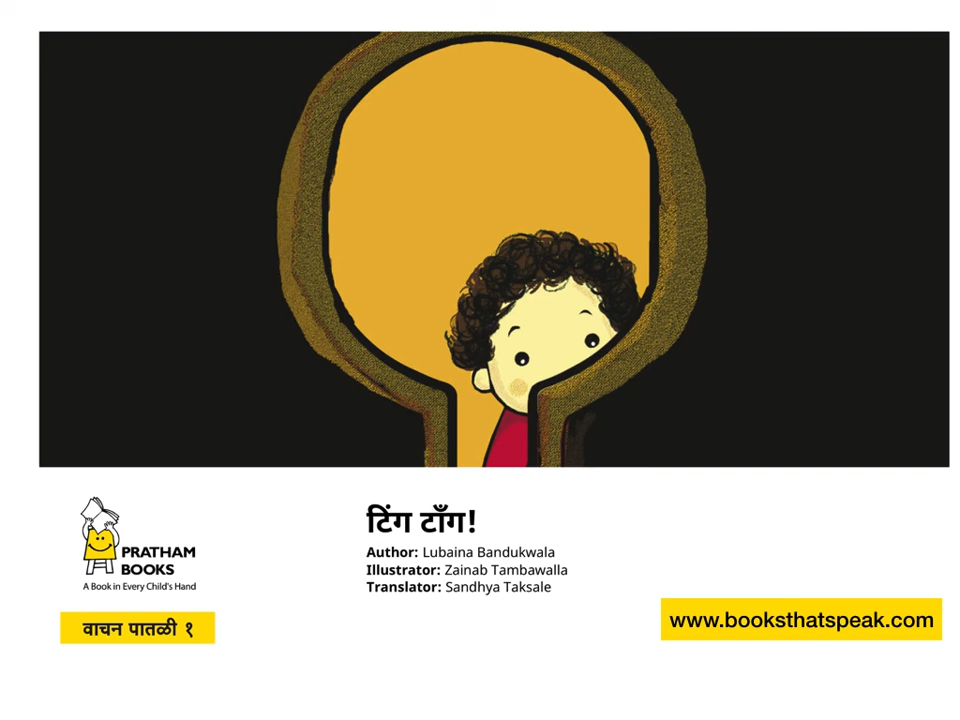 टिंग टाँग!
Author: Lubaina Bandukwala
Illustrator: Zainab Tambawalla
Translator: Sandhya Taksale
PRATHAM
BOOKS
A Book in Every Child's Hand
वाचन पातळी १
www.booksthatspeak.com